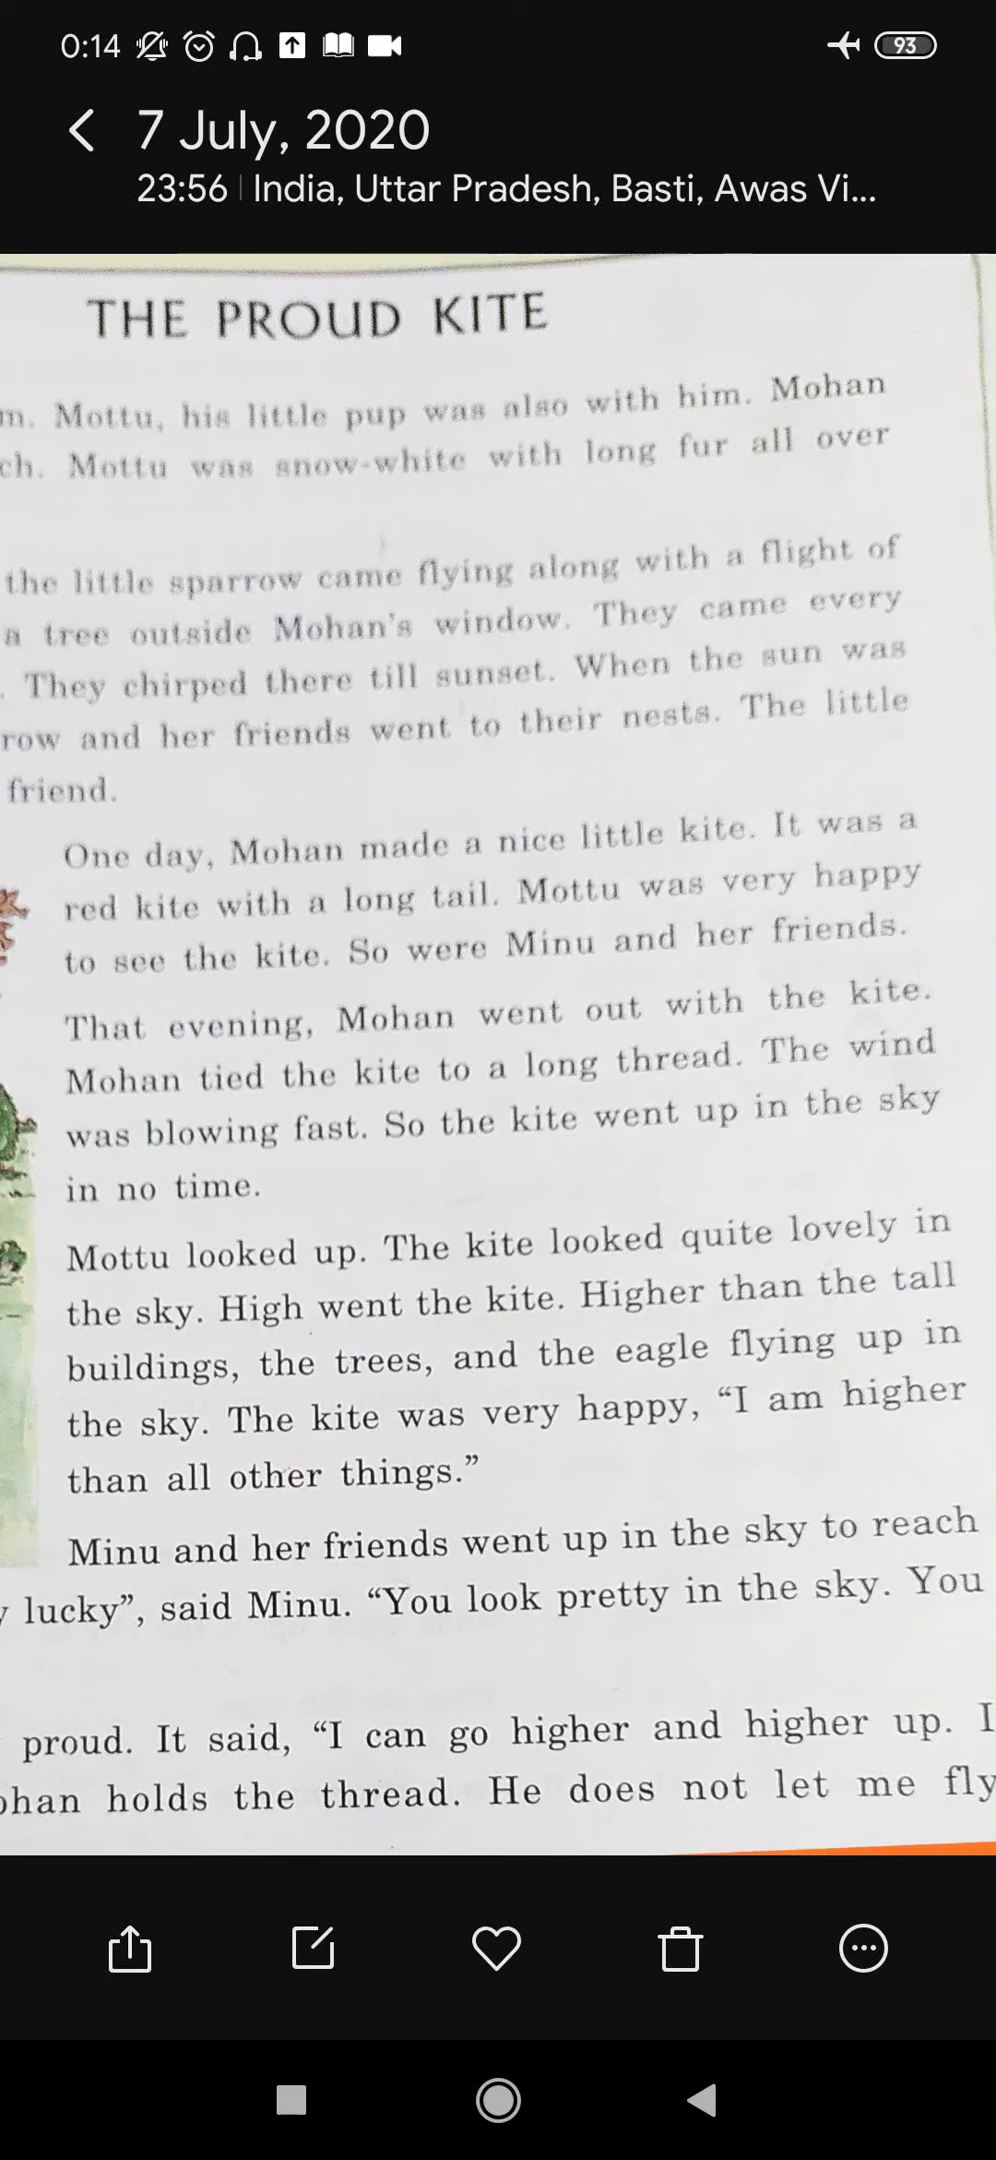 0:14 93
7 July, 2020
23:56 | India, Uttar Pradesh, Basti, Awas Vi...
THE PROUD KITE
m. Mottu, his little pup was also with him. Mohan
ch. Mottu was snow-white with long fur all over
the little sparrow came flying along with a flight of
a tree outside Mohan's window. They came every
. They chirped there till sunset. When the sun was
row and her friends went to their nests. The little
friend.
One day, Mohan made a nice little kite. It was a
red kite with a long tail. Mottu was very happy
to see the kite. So were Minu and her friends.
That evening, Mohan went out with the kite.
Mohan tied the kite to a long thread. The wind
was blowing fast. So the kite went up in the sky
in no time.
Mottu looked up. The kite looked quite lovely in
the sky. High went the kite. Higher than the tall
buildings, the trees, and the eagle flying up in
the sky. The kite was very happy, “I am higher
than all other things.”
Minu and her friends went up in the sky to reach
y lucky”, said Minu. “You look pretty in the sky. You
proud. It said, “I can go higher and higher up. I
ohan holds the thread. He does not let me fly